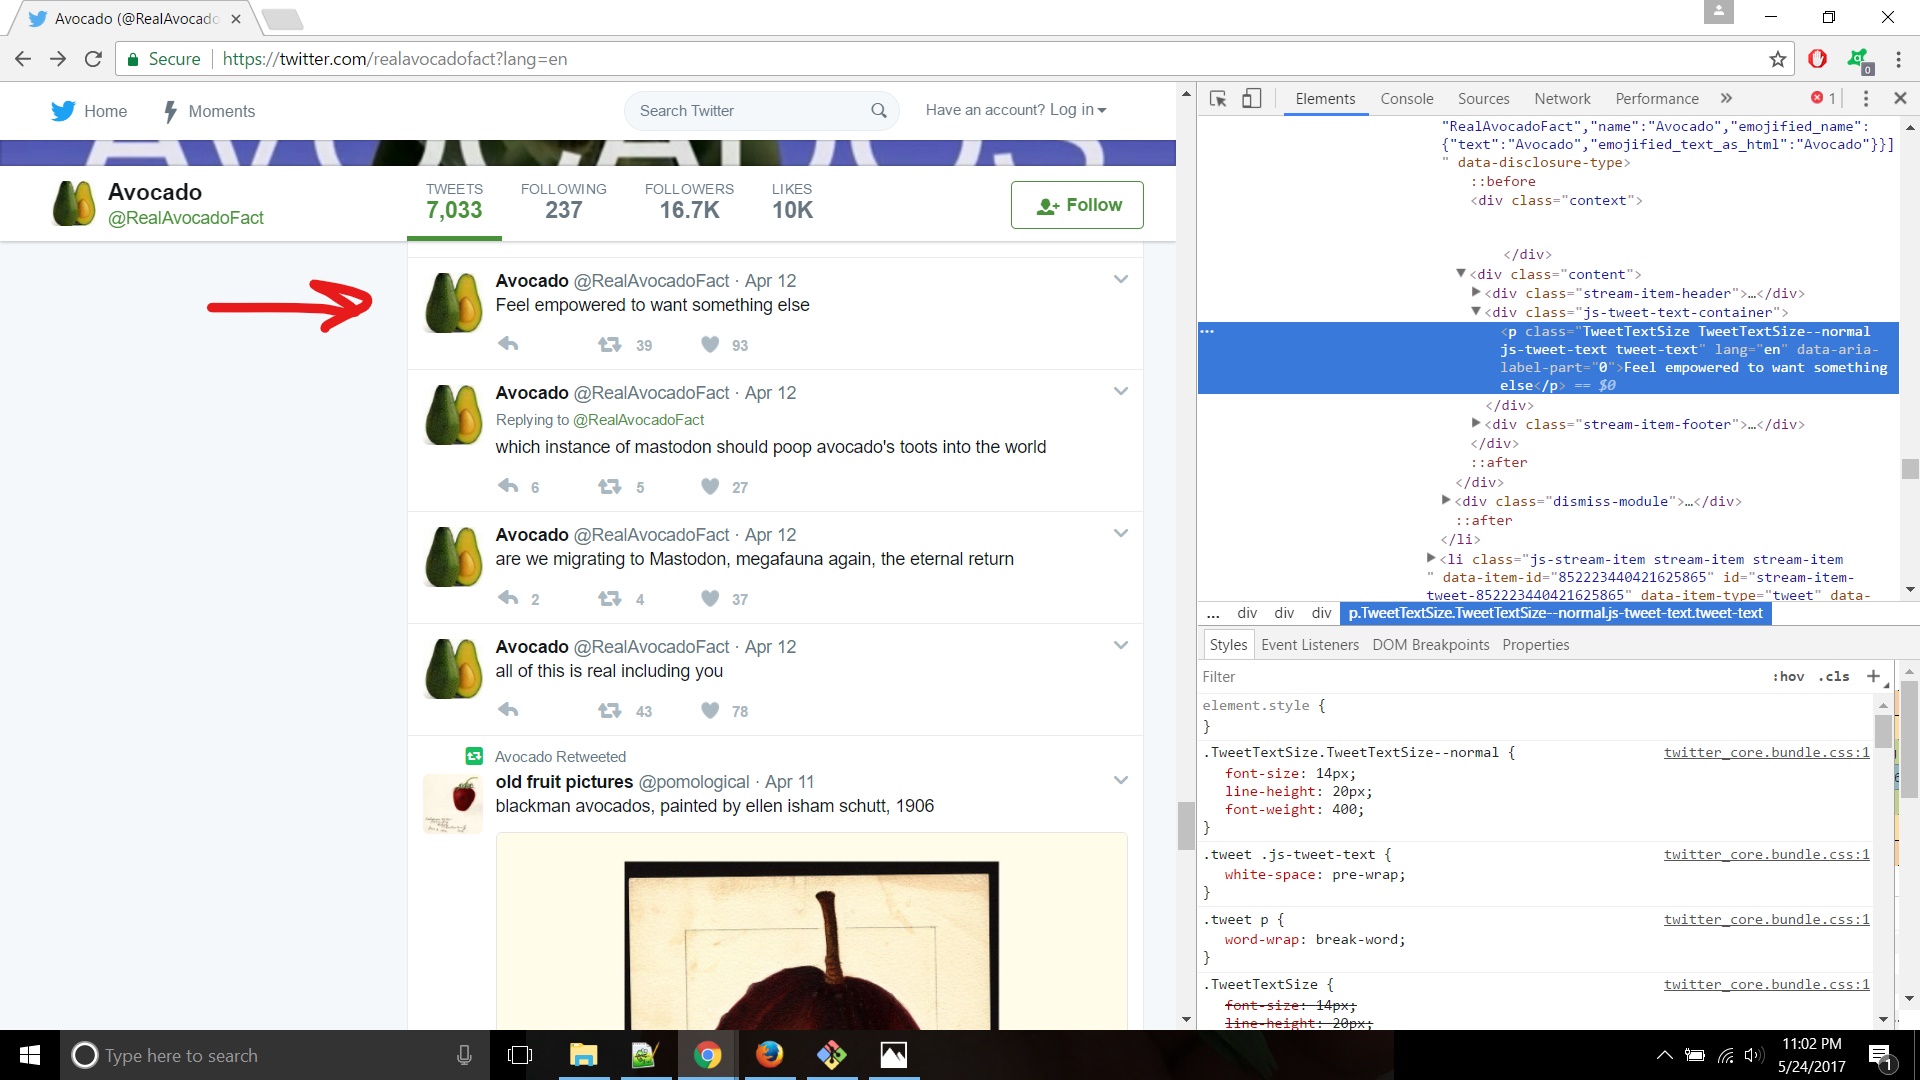 Avocado (@RealAvocado
Secure https://twitter.com/realavocadofact?lang=en
0
Home Moments Search Twitter Have an account? Log in
AVOCADOS
Avocado
@RealAvocadoFact
TWEETS FOLLOWING FOLLOWERS LIKES
7,033 237 16.7K 10K
Follow
Avocado @RealAvocadoFact · Apr 12
Feel empowered to want something else
39 93
Avocado @RealAvocadoFact · Apr 12
Replying to @RealAvocadoFact
which instance of mastodon should poop avocado's toots into the world
6 5 27
Avocado @RealAvocadoFact · Apr 12
are we migrating to Mastodon, megafauna again, the eternal return
2 4 37
Avocado @RealAvocadoFact · Apr 12
all of this is real including you
43 78
Avocado Retweeted
old fruit pictures @pomological · Apr 11
blackman avocados, painted by ellen isham schutt, 1906
Elements Console Sources Network Performance » 1
"RealAvocadoFact","name":"Avocado","emojified_name":
{"text":"Avocado","emojified_text_as_html":"Avocado"}}]
" data-disclosure-type>
::before
<div class="context">
</div>
<div class="content">
<div class="stream-item-header">…</div>
<div class="js-tweet-text-container">
<p class="TweetTextSize TweetTextSize--normal
js-tweet-text tweet-text" lang="en" data-aria-
label-part="0">Feel empowered to want something
else</p> == $0
</div>
<div class="stream-item-footer">…</div>
</div>
::after
</div>
<div class="dismiss-module">…</div>
::after
</li>
<li class="js-stream-item stream-item stream-item
" data-item-id="852223440421625865" id="stream-item-
tweet-852223440421625865" data-item-type="tweet" data-
... div div div p.TweetTextSize.TweetTextSize--normal.js-tweet-text.tweet-text
Styles Event Listeners DOM Breakpoints Properties
Filter :hov .cls +
element.style {
}
.TweetTextSize.TweetTextSize--normal { twitter_core.bundle.css:1
font-size: 14px;
line-height: 20px;
font-weight: 400;
}
.tweet .js-tweet-text { twitter_core.bundle.css:1
white-space: pre-wrap;
}
.tweet p { twitter_core.bundle.css:1
word-wrap: break-word;
}
.TweetTextSize { twitter_core.bundle.css:1
font-size: 14px;
line-height: 20px;
Type here to search
11:02 PM
5/24/2017
1